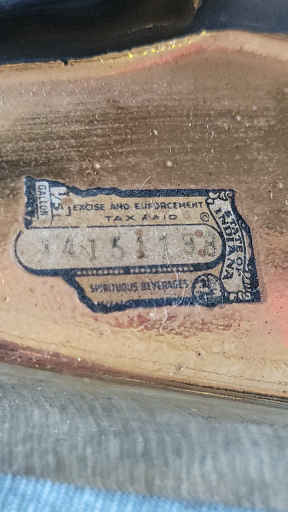 GALLON
EXCISE AND ENFORCEMENT
TAX PAID
STATE OF
INDIANA
SPIRITUOUS BEVERAGES